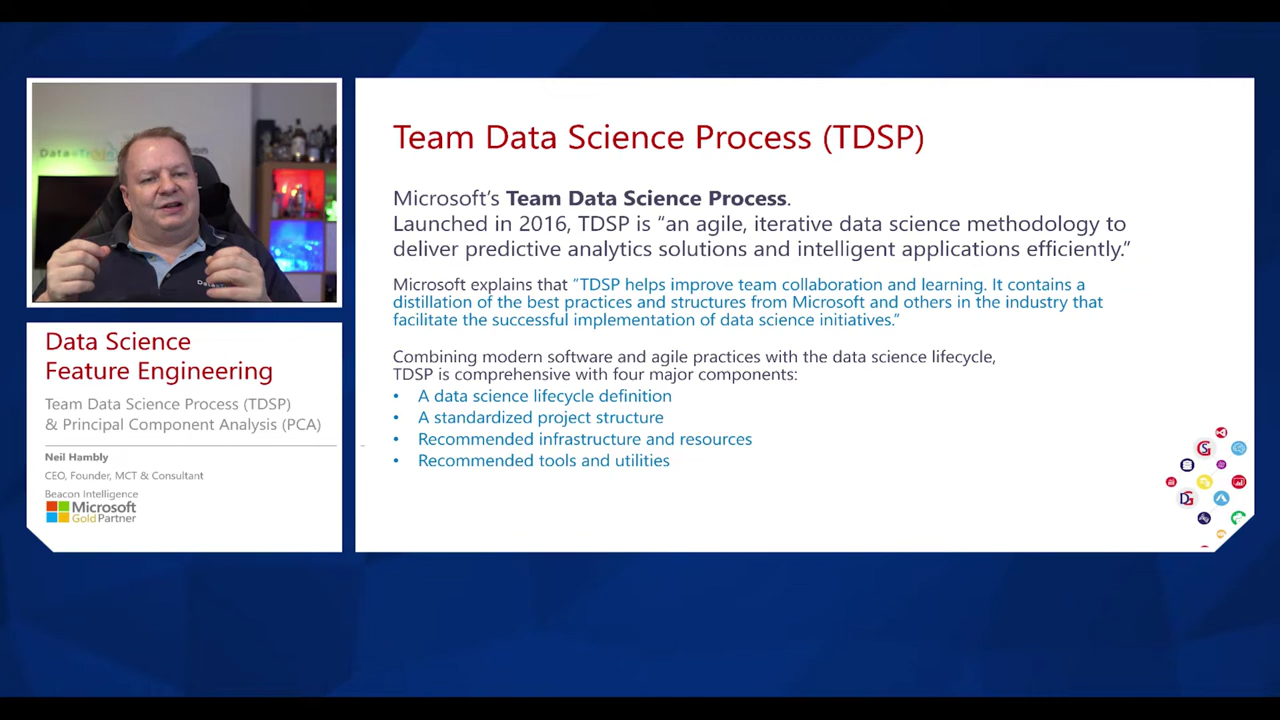 Team Data Science Process (TDSP)
Microsoft’s Team Data Science Process.
Launched in 2016, TDSP is “an agile, iterative data science methodology to
deliver predictive analytics solutions and intelligent applications efficiently.”
Microsoft explains that “TDSP helps improve team collaboration and learning. It contains a
distillation of the best practices and structures from Microsoft and others in the industry that
facilitate the successful implementation of data science initiatives.”
Combining modern software and agile practices with the data science lifecycle,
TDSP is comprehensive with four major components:
• A data science lifecycle definition
• A standardized project structure
• Recommended infrastructure and resources
• Recommended tools and utilities
Data Science
Feature Engineering
Team Data Science Process (TDSP)
& Principal Component Analysis (PCA)
Neil Hambly
CEO, Founder, MCT & Consultant
Beacon Intelligence
Microsoft
Gold Partner